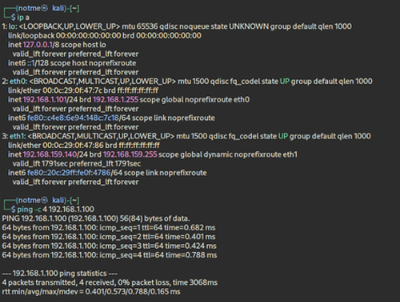 (notme㉿ kali)-[~]
$ ip a
1: lo: <LOOPBACK,UP,LOWER_UP> mtu 65536 qdisc noqueue state UNKNOWN group default qlen 1000
link/loopback 00:00:00:00:00:00 brd 00:00:00:00:00:00
inet 127.0.0.1/8 scope host lo
valid_lft forever preferred_lft forever
inet6 ::1/128 scope host noprefixroute
valid_lft forever preferred_lft forever
2: eth0: <BROADCAST,MULTICAST,UP,LOWER_UP> mtu 1500 qdisc fq_codel state UP group default qlen 1000
link/ether 00:0c:29:0f:47:7c brd ff:ff:ff:ff:ff:ff
inet 192.168.1.101/24 brd 192.168.1.255 scope global noprefixroute eth0
valid_lft forever preferred_lft forever
inet6 fe80::c4e8:6e94:148c:7c18/64 scope link noprefixroute
valid_lft forever preferred_lft forever
3: eth1: <BROADCAST,MULTICAST,UP,LOWER_UP> mtu 1500 qdisc fq_codel state UP group default qlen 1000
link/ether 00:0c:29:0f:47:86 brd ff:ff:ff:ff:ff:ff
inet 192.168.159.140/24 brd 192.168.159.255 scope global dynamic noprefixroute eth1
valid_lft 1791sec preferred_lft 1791sec
inet6 fe80::20c:29ff:fe0f:4786/64 scope link noprefixroute
valid_lft forever preferred_lft forever
(notme㉿ kali)-[~]
$ ping -c 4 192.168.1.100
PING 192.168.1.100 (192.168.1.100) 56(84) bytes of data.
64 bytes from 192.168.1.100: icmp_seq=1 ttl=64 time=0.682 ms
64 bytes from 192.168.1.100: icmp_seq=2 ttl=64 time=0.401 ms
64 bytes from 192.168.1.100: icmp_seq=3 ttl=64 time=0.424 ms
64 bytes from 192.168.1.100: icmp_seq=4 ttl=64 time=0.788 ms
--- 192.168.1.100 ping statistics ---
4 packets transmitted, 4 received, 0% packet loss, time 3068ms
rtt min/avg/max/mdev = 0.401/0.573/0.788/0.165 ms